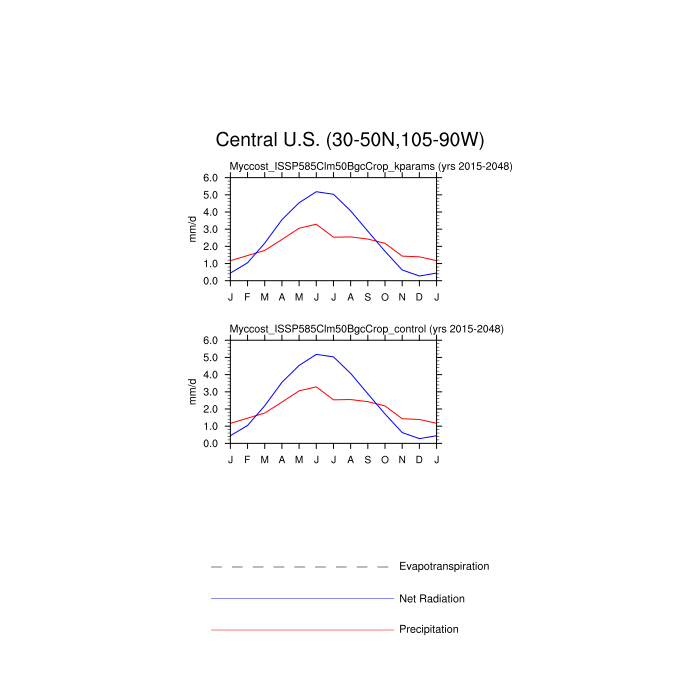 Central U.S. (30-50N,105-90W)
Myccost_ISSP585Clm50BgcCrop_kparams (yrs 2015-2048)
6.0
5.0
4.0
3.0
2.0
1.0
0.0
mm/d
J F M A M J J A S O N D J
Myccost_ISSP585Clm50BgcCrop_control (yrs 2015-2048)
6.0
5.0
4.0
3.0
2.0
1.0
0.0
mm/d
J F M A M J J A S O N D J
Evapotranspiration
Net Radiation
Precipitation